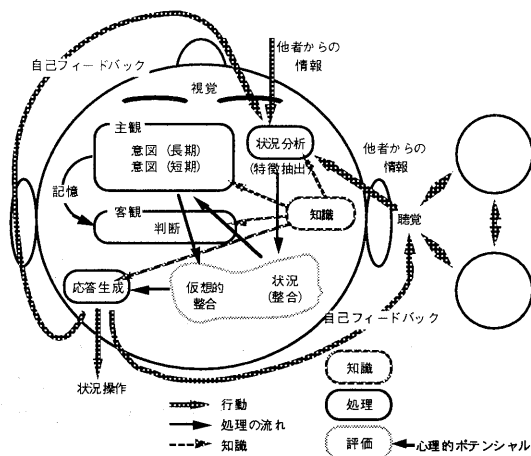 自己フィードバック
他者からの
情報
視覚
主観
意図 (長期)
意図 (短期)
状況分析
(特徴抽出)
他者からの
情報
記憶
客観
判断
知識
聴覚
応答生成
仮想的
整合
状況
(整合)
自己フィードバック
状況操作
知識
行動
処理
処理の流れ
知識
評価
心理的ポテンシャル